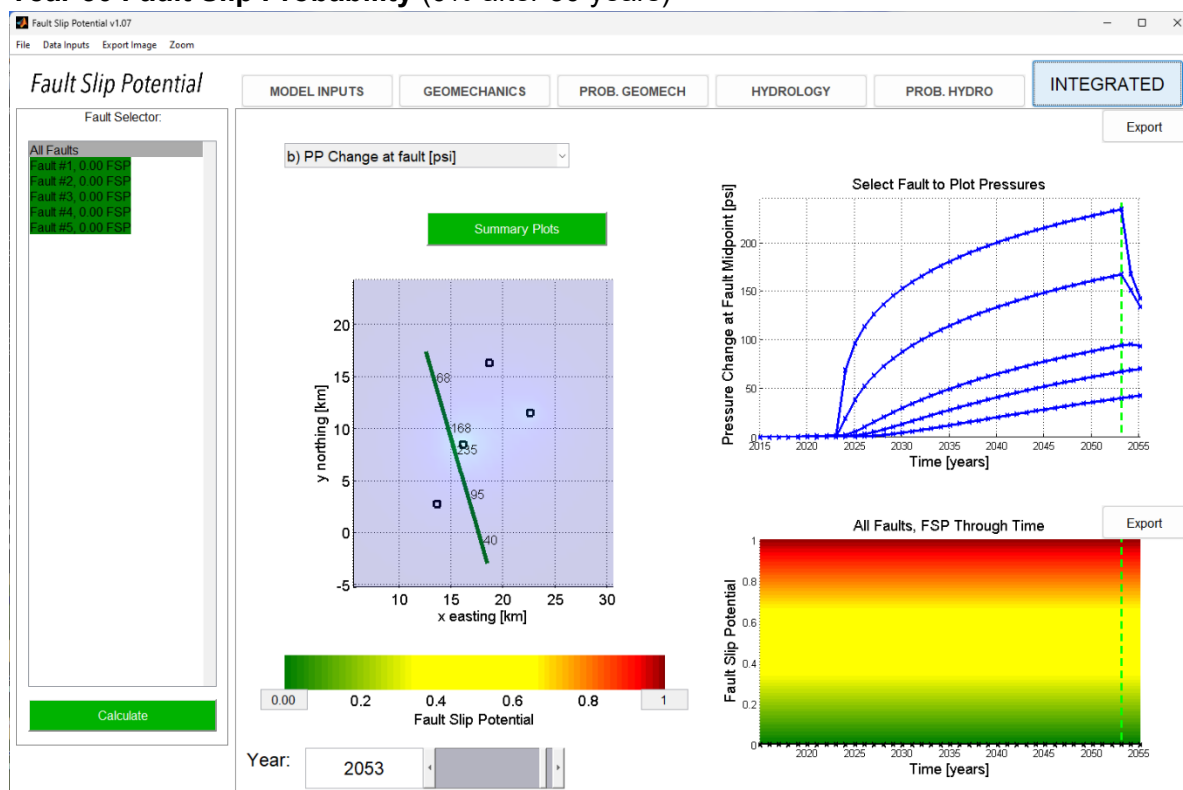 Fault Slip Potential v1.07
File Data Inputs Export Image Zoom
Fault Slip Potential
MODEL INPUTS GEOMECHANICS PROB. GEOMECH HYDROLOGY PROB. HYDRO INTEGRATED
Export
Fault Selector:
All Faults
Fault #1, 0.00 FSP
Fault #2, 0.00 FSP
Fault #3, 0.00 FSP
Fault #4, 0.00 FSP
Fault #5, 0.00 FSP
Calculate
b) PP Change at fault [psi]
Summary Plots
20
15
10
5
0
-5
y northing [km]
68
168
235
95
40
10 15 20 25 30
x easting [km]
0.00 0.2 0.4 0.6 0.8 1
Fault Slip Potential
Year: 2053
Select Fault to Plot Pressures
Pressure Change at Fault Midpoint [psi]
200
150
100
50
0
2015 2020 2025 2030 2035 2040 2045 2050 2055
Time [years]
Export
All Faults, FSP Through Time
Fault Slip Potential
1
0.8
0.6
0.4
0.2
0
2020 2025 2030 2035 2040 2045 2050 2055
Time [years]